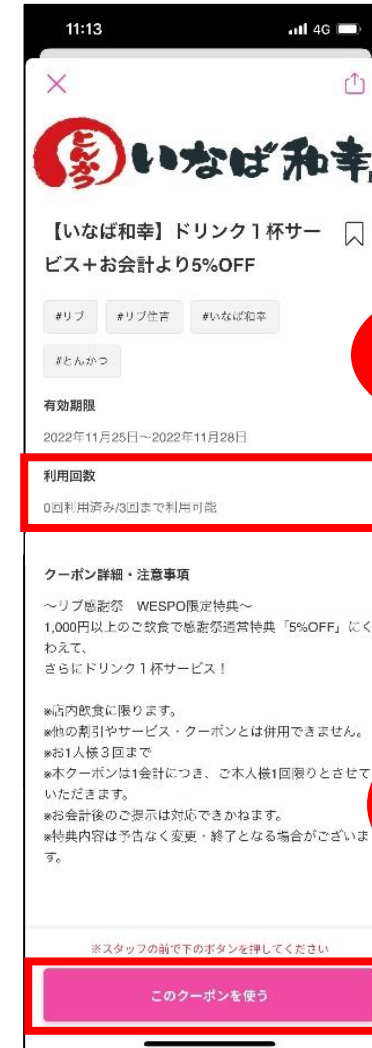 11:13
4G
とんかつ
いなば和幸
【いなば和幸】ドリンク１杯サー
ビス＋お会計より5%OFF
#リブ #リブ住吉 #いなば和幸
#とんかつ
有効期限
2022年11月25日～2022年11月28日
利用回数
0回利用済み/3回まで利用可能
クーポン詳細・注意事項
～リブ感謝祭　WESPO限定特典～
1,000円以上のご飲食で感謝祭通常特典「5%OFF」にく
わえて、
さらにドリンク１杯サービス！
※店内飲食に限ります。
※他の割引やサービス・クーポンとは併用できません。
※お1人様３回まで
※本クーポンは1会計につき、ご本人様1回限りとさせて
いただきます。
※お会計後のご提示は対応できかねます。
※特典内容は予告なく変更・終了となる場合がございま
す。
※スタッフの前で下のボタンを押してください
このクーポンを使う